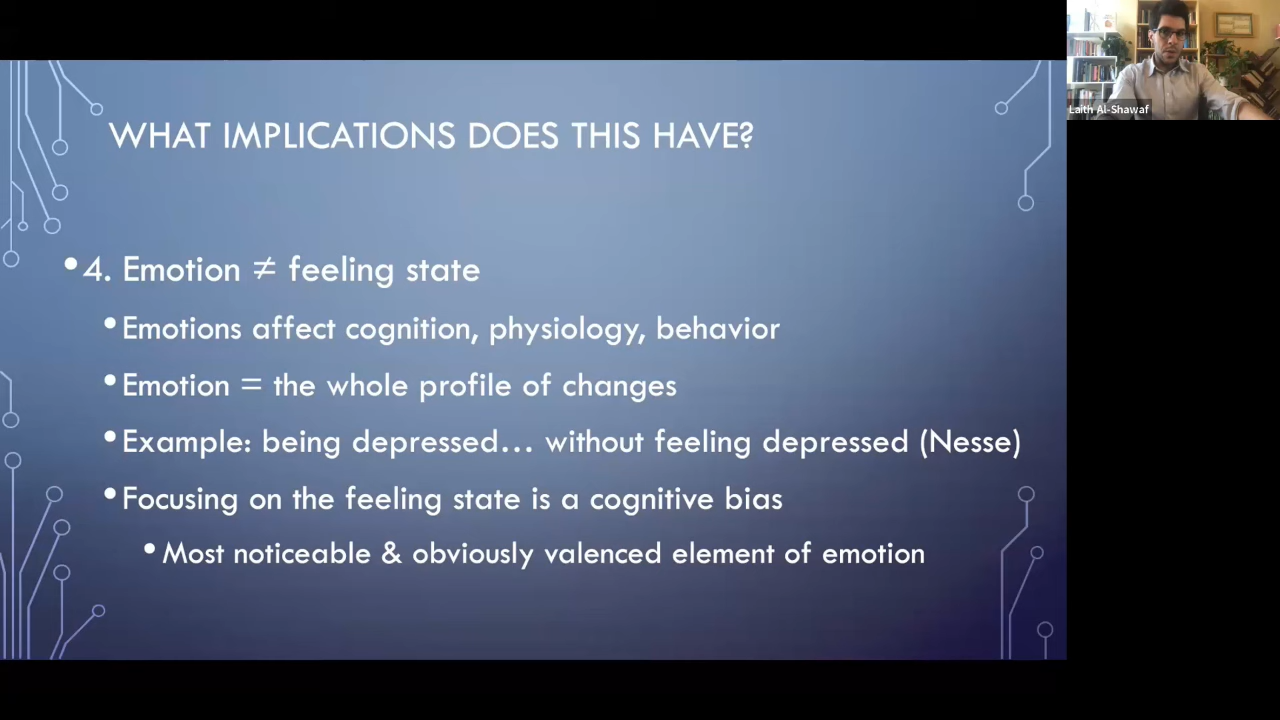 Laith Al-Shawaf
WHAT IMPLICATIONS DOES THIS HAVE?
•4. Emotion ≠ feeling state
•Emotions affect cognition, physiology, behavior
•Emotion = the whole profile of changes
•Example: being depressed… without feeling depressed (Nesse)
•Focusing on the feeling state is a cognitive bias
•Most noticeable & obviously valenced element of emotion